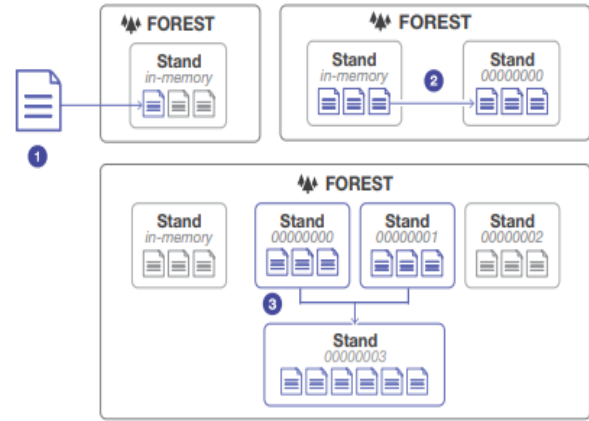 FOREST
Stand
in-memory
1
FOREST
Stand
in-memory
2
Stand
00000000
FOREST
Stand
in-memory
Stand
00000000
Stand
00000001
Stand
00000002
3
Stand
00000003